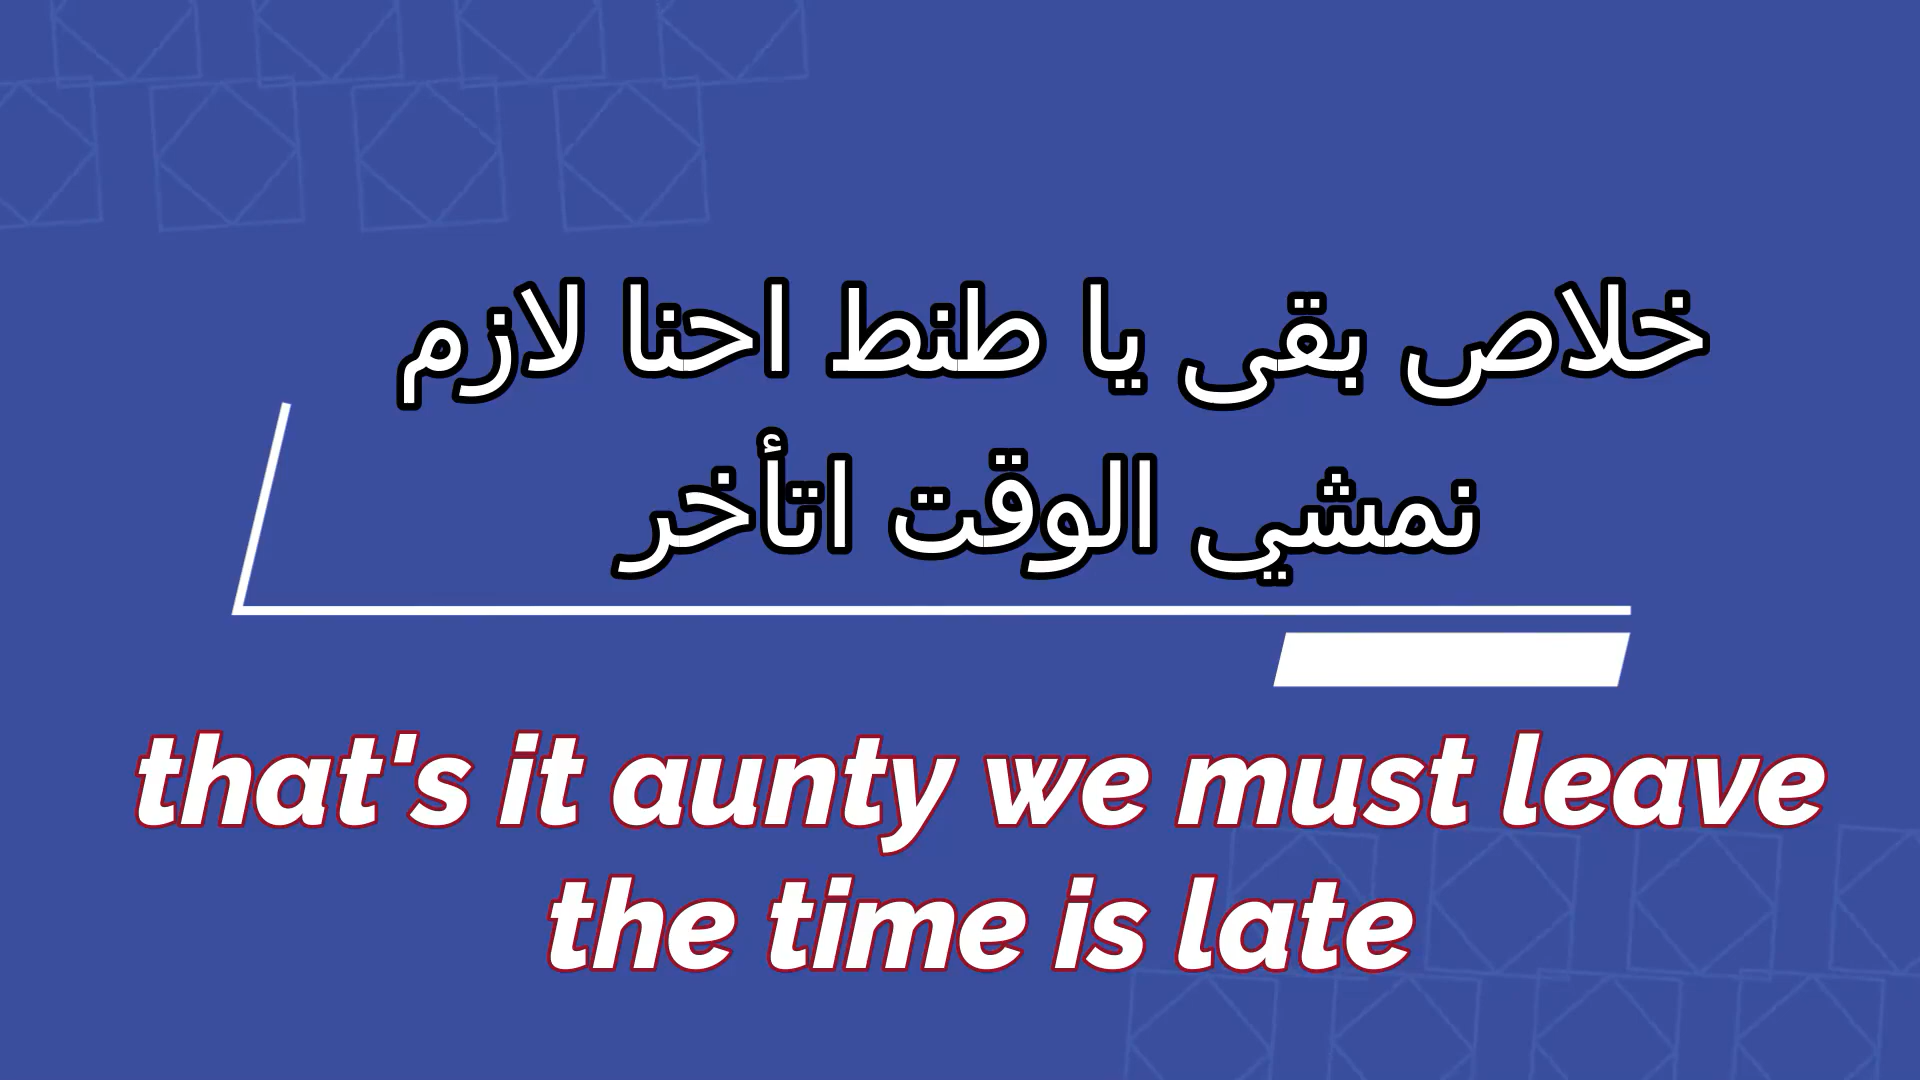 خلاص بقى يا طنط احنا لازم
نمشي الوقت اتأخر
that's it aunty we must leave
the time is late